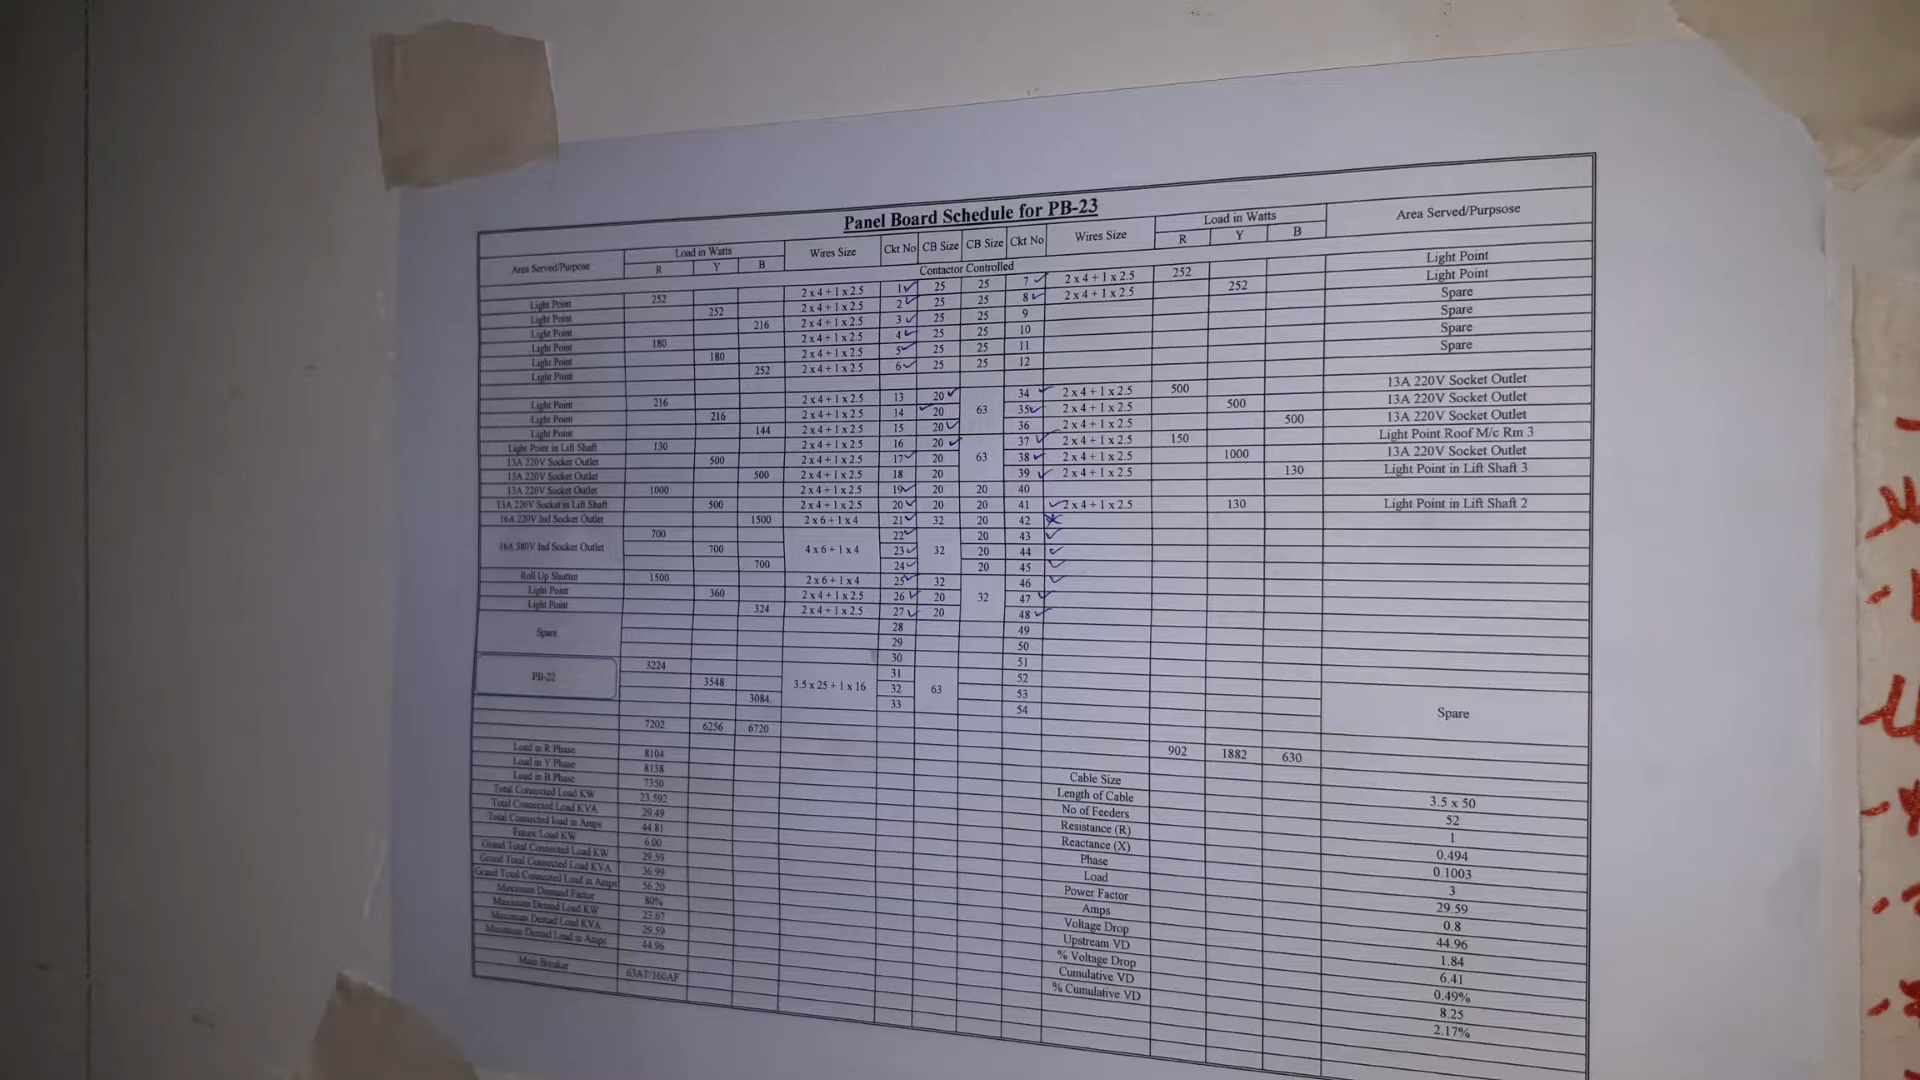 Panel Board Schedule for PB-23
Area Served/Purpose Load in Watts Wires Size Ckt No CB Size CB Size Ckt No Wires Size Load in Watts Area Served/Purpsose
R Y B R Y B
Contactor Controlled
Light Point 252 2 x 4 + 1 x 2.5 1 25 25 7 2 x 4 + 1 x 2.5 252 Light Point
Light Point 252 2 x 4 + 1 x 2.5 2 25 25 8 2 x 4 + 1 x 2.5 252 Light Point
Light Point 216 2 x 4 + 1 x 2.5 3 25 25 9 Spare
Light Point 180 2 x 4 + 1 x 2.5 4 25 25 10 Spare
Light Point 180 2 x 4 + 1 x 2.5 5 25 25 11 Spare
Light Point 252 2 x 4 + 1 x 2.5 6 25 25 12 Spare
Light Point 216 2 x 4 + 1 x 2.5 13 20 63 34 2 x 4 + 1 x 2.5 500 13A 220V Socket Outlet
Light Point 216 2 x 4 + 1 x 2.5 14 20 35 2 x 4 + 1 x 2.5 500 13A 220V Socket Outlet
Light Point 144 2 x 4 + 1 x 2.5 15 20 36 2 x 4 + 1 x 2.5 500 13A 220V Socket Outlet
Light Point in Lift Shaft 130 2 x 4 + 1 x 2.5 16 20 63 37 2 x 4 + 1 x 2.5 150 Light Point Roof M/c Rm 3
13A 220V Socket Outlet 500 2 x 4 + 1 x 2.5 17 20 38 2 x 4 + 1 x 2.5 1000 13A 220V Socket Outlet
13A 220V Socket Outlet 500 2 x 4 + 1 x 2.5 18 20 39 2 x 4 + 1 x 2.5 130 Light Point in Lift Shaft 3
13A 220V Socket Outlet 1000 2 x 4 + 1 x 2.5 19 20 20 40
13A 220V Socket in Lift Shaft 500 2 x 4 + 1 x 2.5 20 20 20 41 2 x 4 + 1 x 2.5 130 Light Point in Lift Shaft 2
16A 220V Ind Socket Outlet 1500 2 x 6 + 1 x 4 21 32 20 42
16A 380V Ind Socket Outlet 700 4 x 6 + 1 x 4 22 32 20 43
700 23 20 44
700 24 20 45
Roll Up Shutter 1500 2 x 6 + 1 x 4 25 32 32 46
Light Point 360 2 x 4 + 1 x 2.5 26 20 47
Light Point 324 2 x 4 + 1 x 2.5 27 20 48
Spare 28 49
29 50
30 51
PB-22 3224 3.5 x 25 + 1 x 16 31 63 52 Spare
3548 32 53
3084 33 54
7202 6256 6720 902 1882 630
Load in R Phase 8104
Load in Y Phase 8138
Load in B Phase 7350
Total Connected Load KW 23.592
Total Connected Load KVA 29.49
Total Connected load in Amps 44.81
Future Load KW 6.00
Grand Total Connected Load KW 29.59
Grand Total Connected Load KVA 36.99
Grand Total Connected Load in Amps 56.20
Maximum Demand Factor 80%
Maximum Demad Load KW 23.67
Maximum Demad Load KVA 29.59
Maximum Demad Load in Amps 44.96
Main Breaker 63AT/160AF
Cable Size 3.5 x 50
Length of Cable 52
No of Feeders 1
Resistance (R) 0.494
Reactance (X) 0.1003
Phase 3
Load 29.59
Power Factor 0.8
Amps 44.96
Voltage Drop 1.84
Upstream VD 6.41
% Voltage Drop 0.49%
Cumulative VD 8.25
% Cumulative VD 2.17%